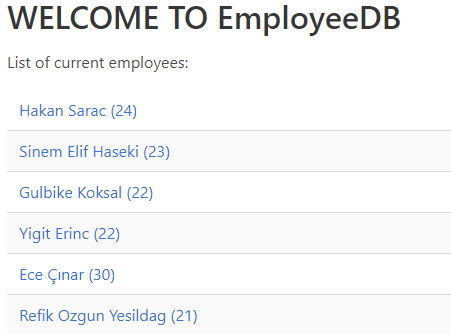 WELCOME TO EmployeeDB
List of current employees:
Hakan Sarac (24)
Sinem Elif Haseki (23)
Gulbike Koksal (22)
Yigit Erinc (22)
Ece Çınar (30)
Refik Ozgun Yesildag (21)